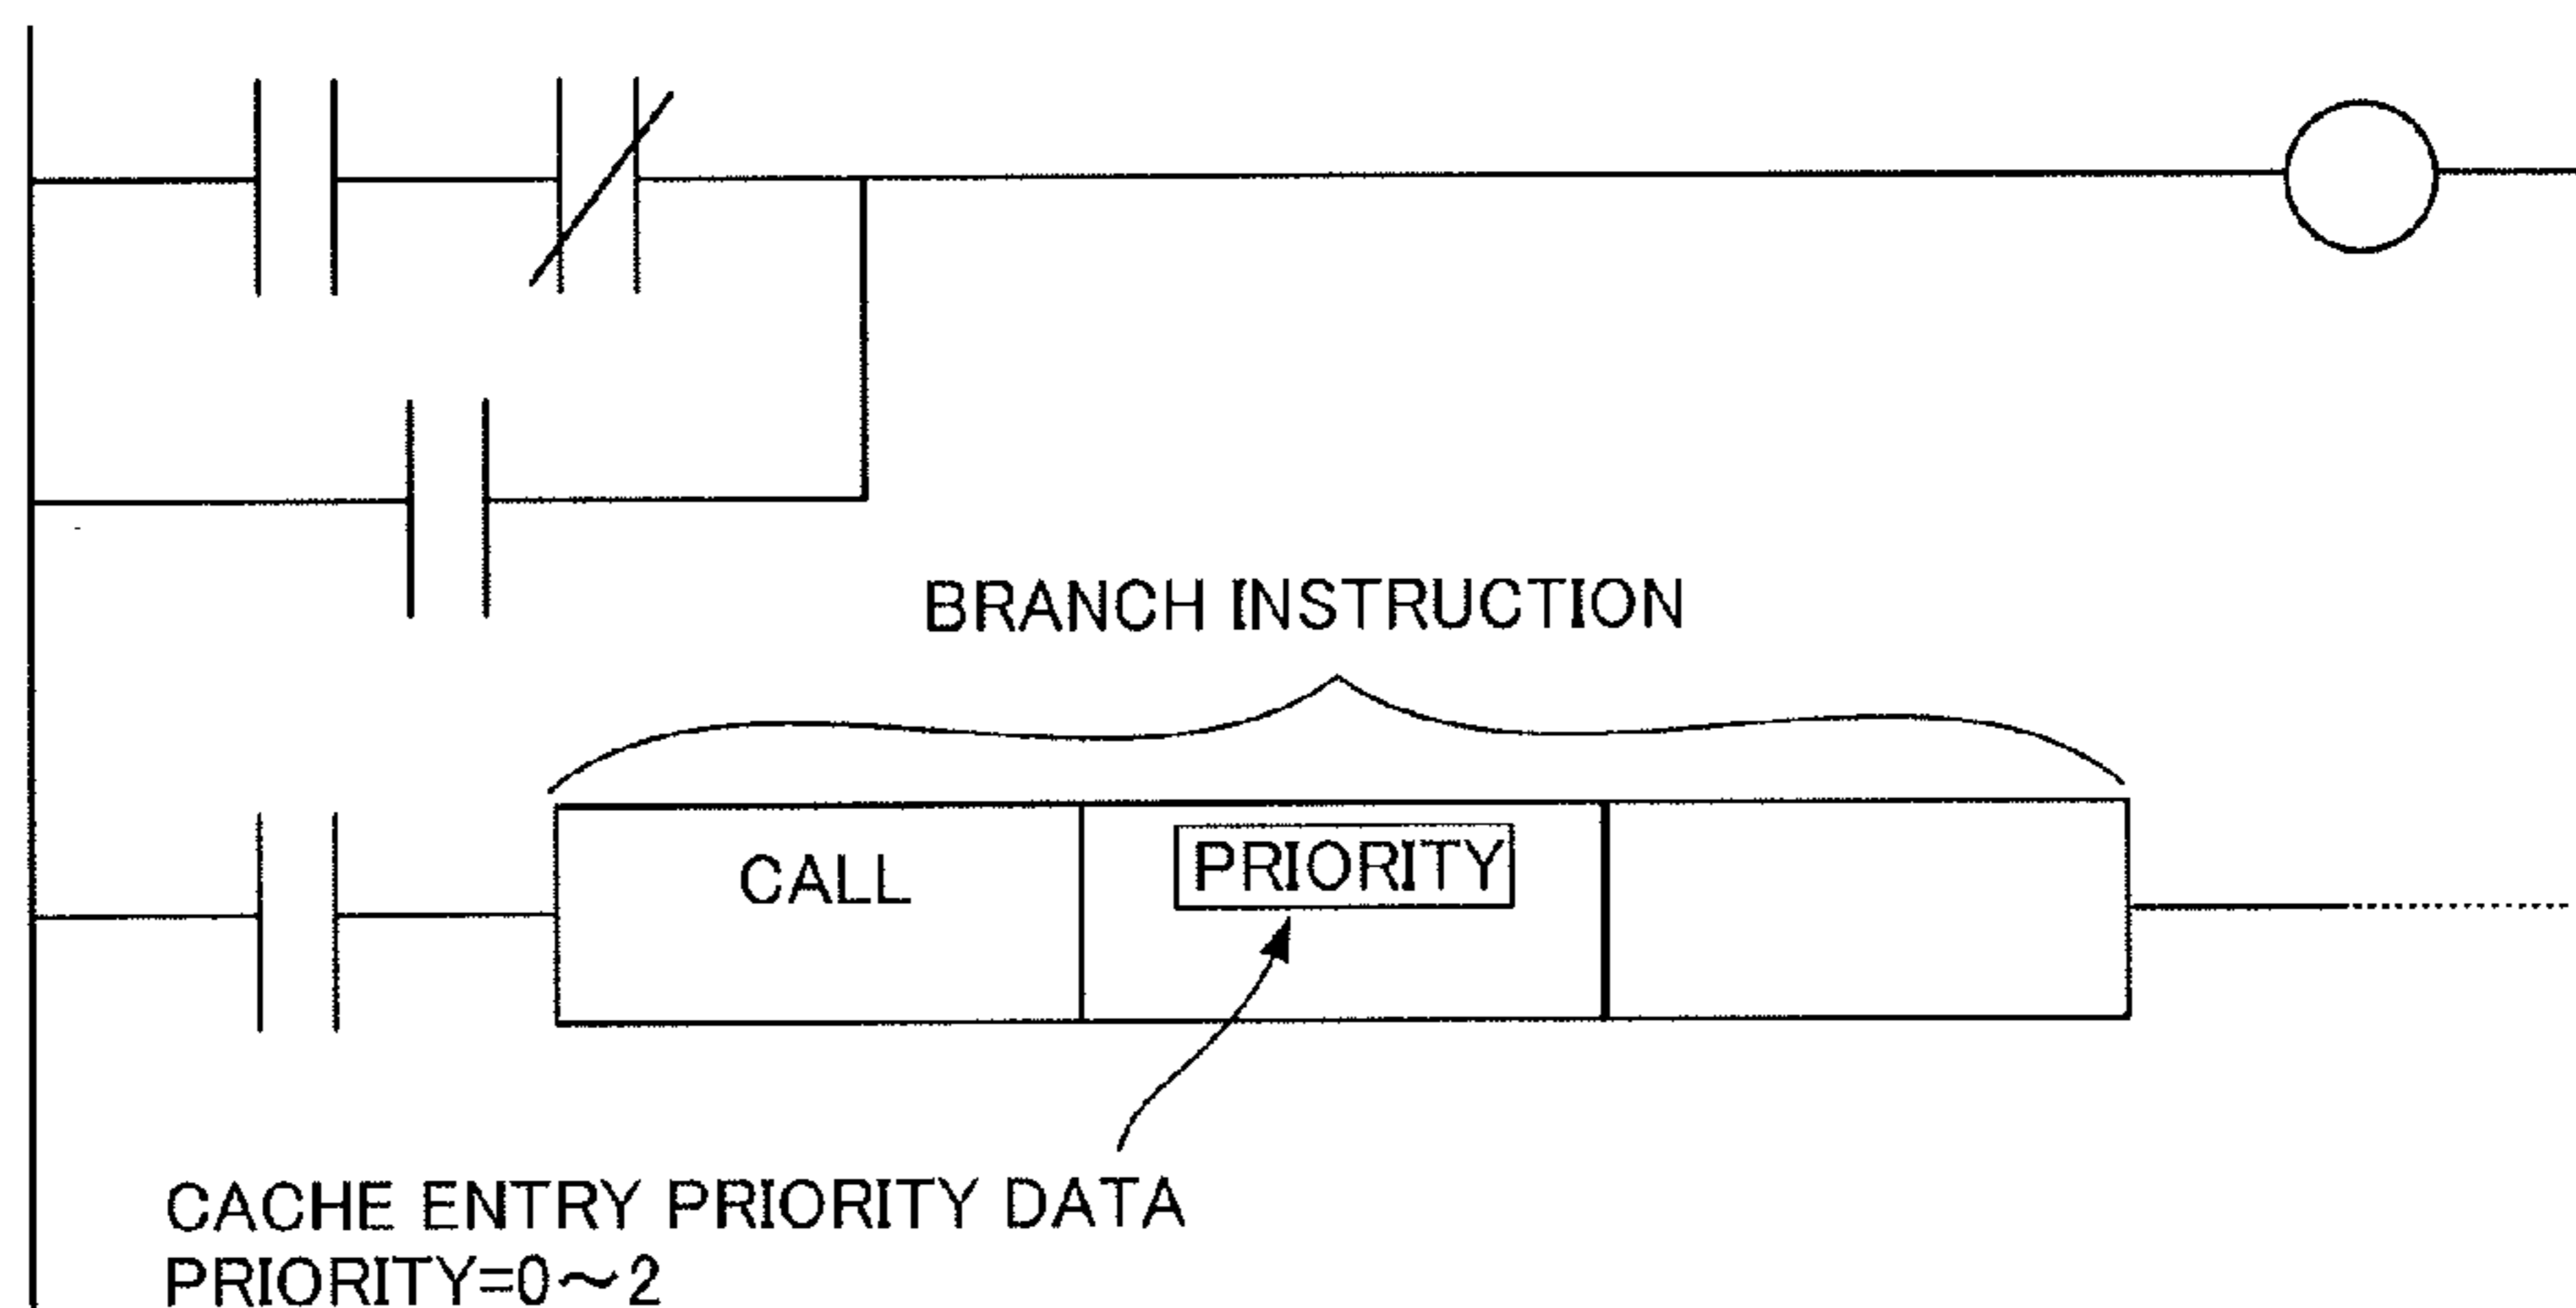 BRANCH INSTRUCTION
CALL
PRIORITY
CACHE ENTRY PRIORITY DATA
PRIORITY=0～2